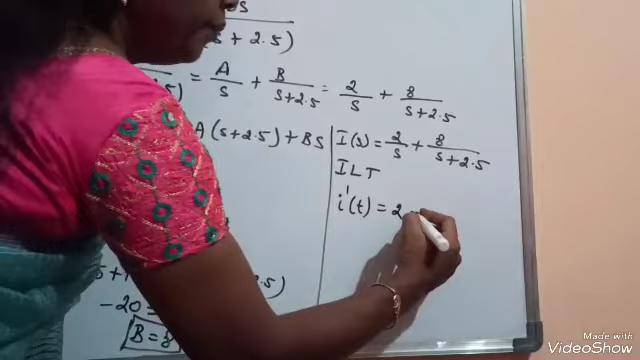 s + 2.5)
= A/s + B/(s+2.5) = 2/s + 8/(s+2.5)
A(s+2.5)+BS
I(s) = 2/s + 8/(s+2.5)
ILT
i'(t) = 2
-20 =
B = 8
Made with
VideoShow